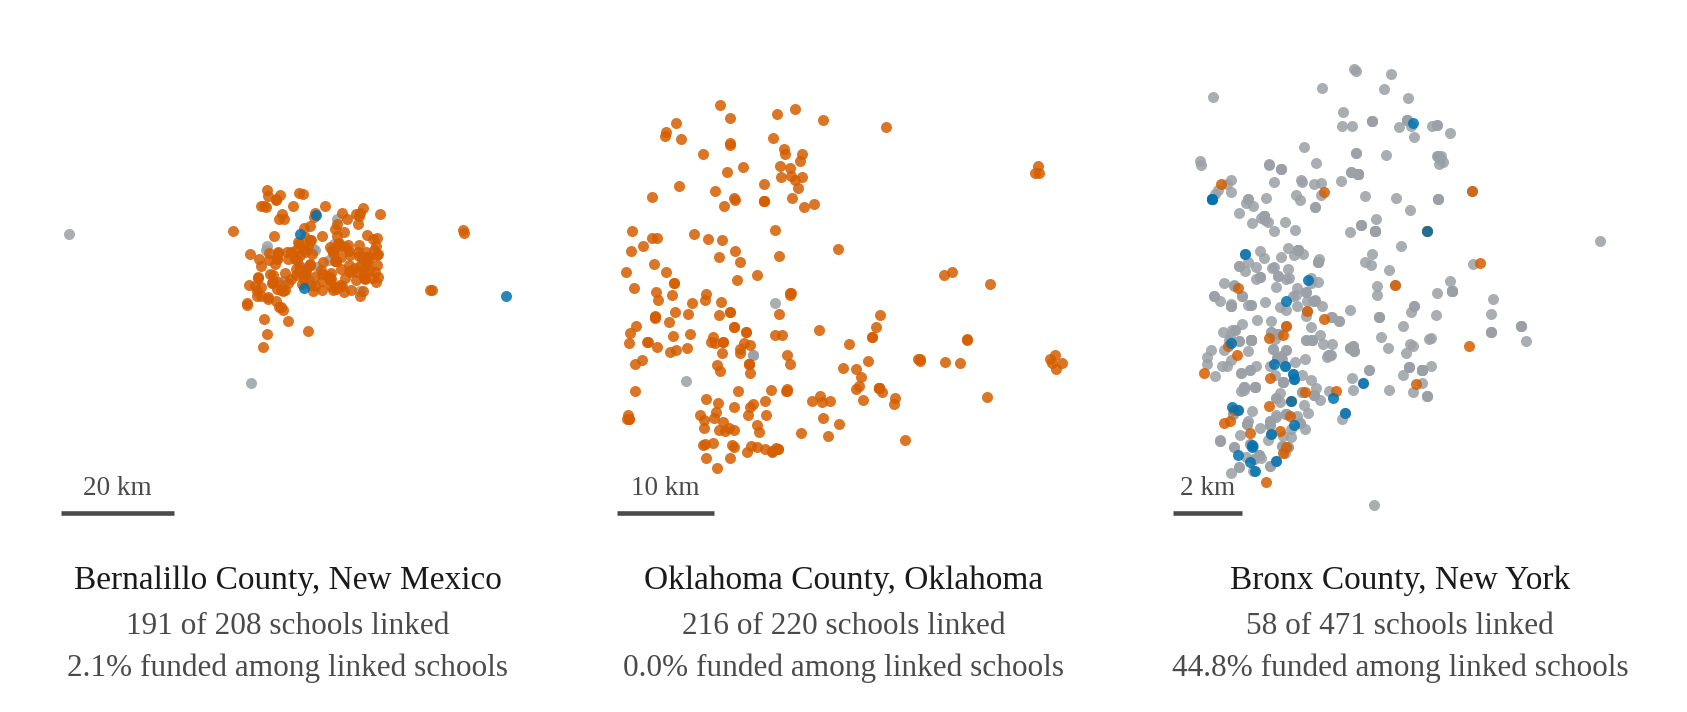 20 km
10 km
2 km
Bernalillo County, New Mexico
191 of 208 schools linked
2.1% funded among linked schools
Oklahoma County, Oklahoma
216 of 220 schools linked
0.0% funded among linked schools
Bronx County, New York
58 of 471 schools linked
44.8% funded among linked schools